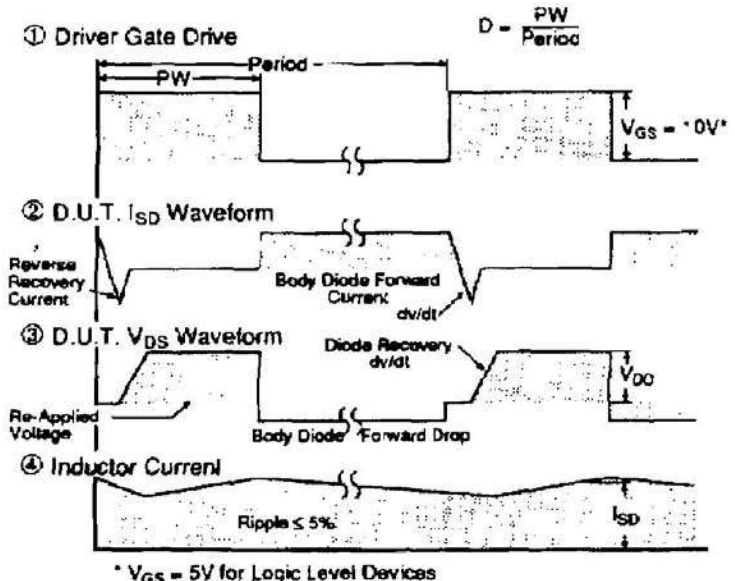 ① Driver Gate Drive
D = PW
Period
Period
PW
VGS = *0V*
② D.U.T. ISD Waveform
Reverse
Recovery
Current
Body Diode Forward
Current
dv/dt
③ D.U.T. VDS Waveform
Diode Recovery
dv/dt
VDD
Re-Applied
Voltage
Body Diode Forward Drop
④ Inductor Current
Ripple ≤ 5%
ISD
* VGS = 5V for Logic Level Devices